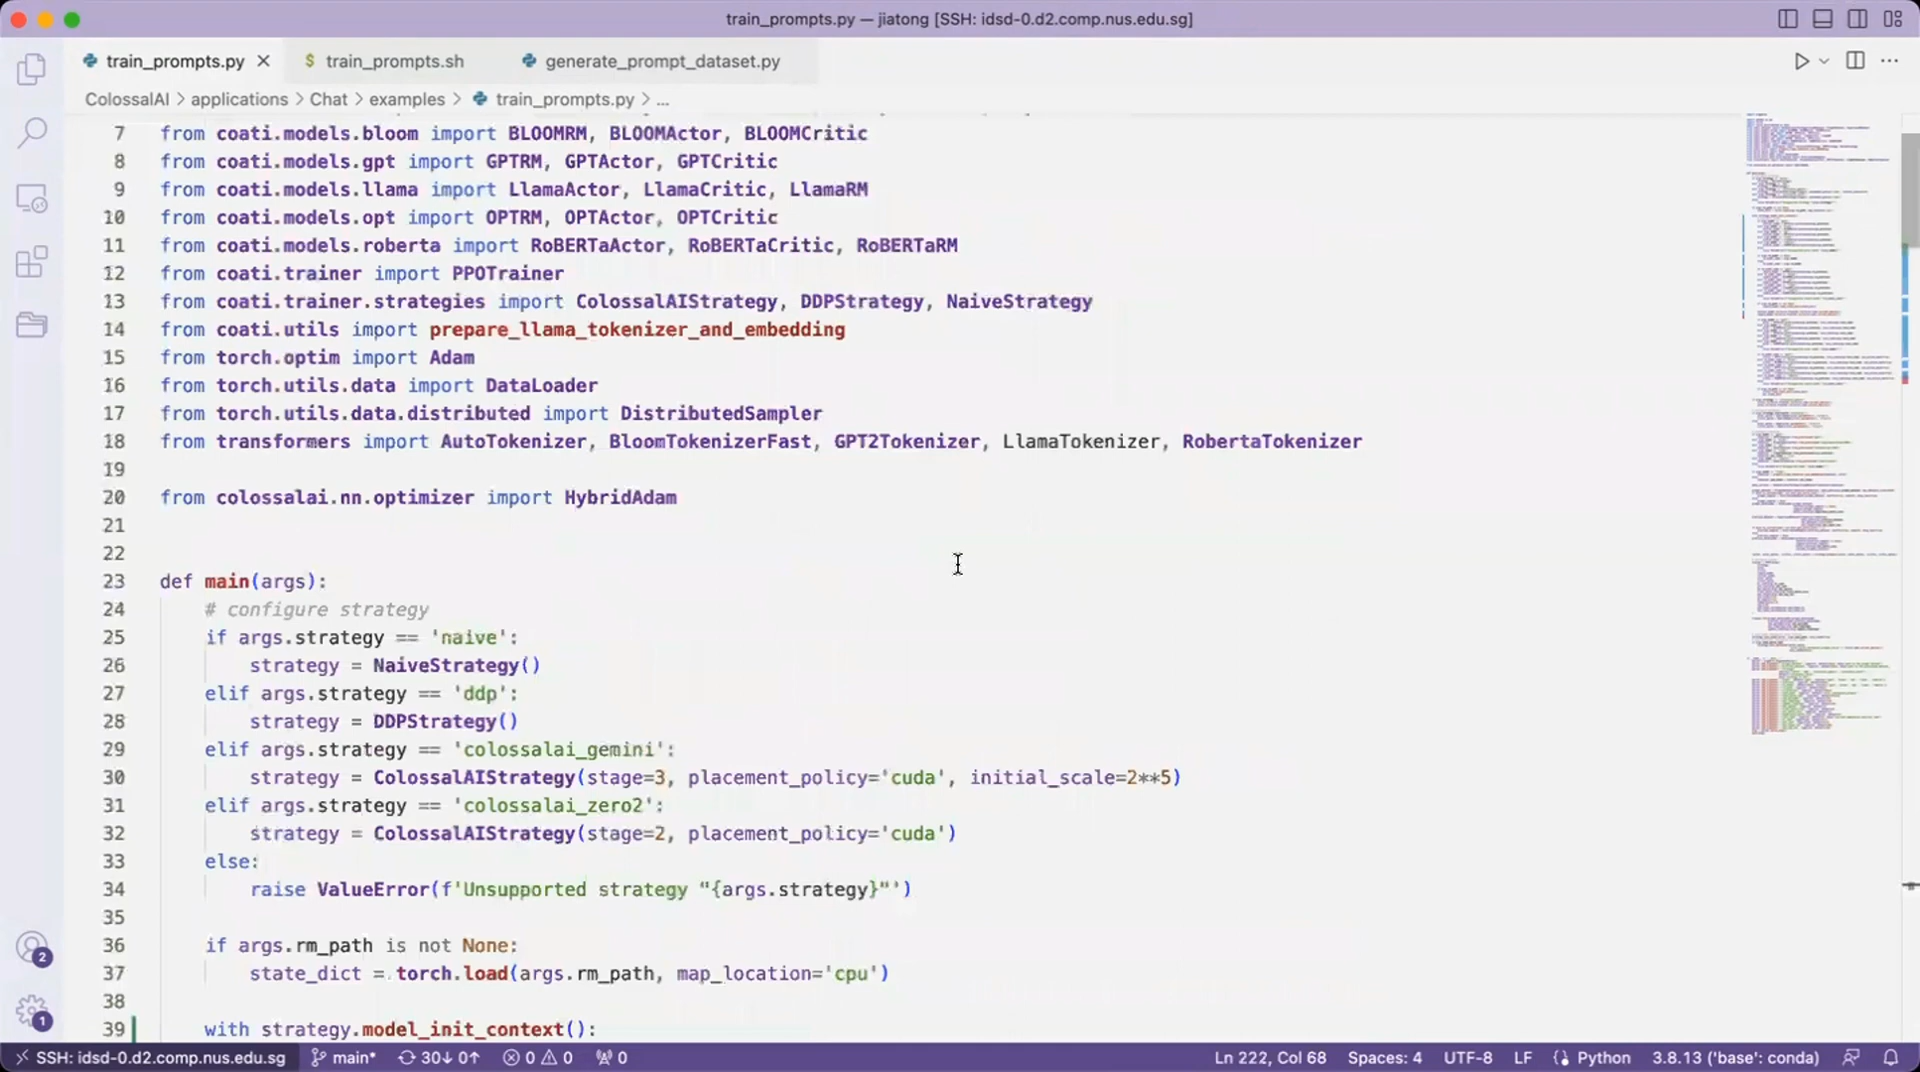 train_prompts.py — jiatong [SSH: idsd-0.d2.comp.nus.edu.sg]
train_prompts.py
$ train_prompts.sh
generate_prompt_dataset.py
ColossalAI > applications > Chat > examples > train_prompts.py > ...
7 from coati.models.bloom import BLOOMRM, BLOOMActor, BLOOMCritic
8 from coati.models.gpt import GPTRM, GPTActor, GPTCritic
9 from coati.models.llama import LlamaActor, LlamaCritic, LlamaRM
10 from coati.models.opt import OPTRM, OPTActor, OPTCritic
11 from coati.models.roberta import RoBERTaActor, RoBERTaCritic, RoBERTaRM
12 from coati.trainer import PPOTrainer
13 from coati.trainer.strategies import ColossalAIStrategy, DDPStrategy, NaiveStrategy
14 from coati.utils import prepare_llama_tokenizer_and_embedding
15 from torch.optim import Adam
16 from torch.utils.data import DataLoader
17 from torch.utils.data.distributed import DistributedSampler
18 from transformers import AutoTokenizer, BloomTokenizerFast, GPT2Tokenizer, LlamaTokenizer, RobertaTokenizer
19
20 from colossalai.nn.optimizer import HybridAdam
21
22
23 def main(args):
24     # configure strategy
25     if args.strategy == 'naive':
26         strategy = NaiveStrategy()
27     elif args.strategy == 'ddp':
28         strategy = DDPStrategy()
29     elif args.strategy == 'colossalai_gemini':
30         strategy = ColossalAIStrategy(stage=3, placement_policy='cuda', initial_scale=2**5)
31     elif args.strategy == 'colossalai_zero2':
32         strategy = ColossalAIStrategy(stage=2, placement_policy='cuda')
33     else:
34         raise ValueError(f'Unsupported strategy "{args.strategy}"')
35
36     if args.rm_path is not None:
37         state_dict = torch.load(args.rm_path, map_location='cpu')
38
39     with strategy.model_init_context():
2
1
SSH: idsd-0.d2.comp.nus.edu.sg main* 30↓ 0↑ 0 0 0 Ln 222, Col 68 Spaces: 4 UTF-8 LF Python 3.8.13 ('base': conda)